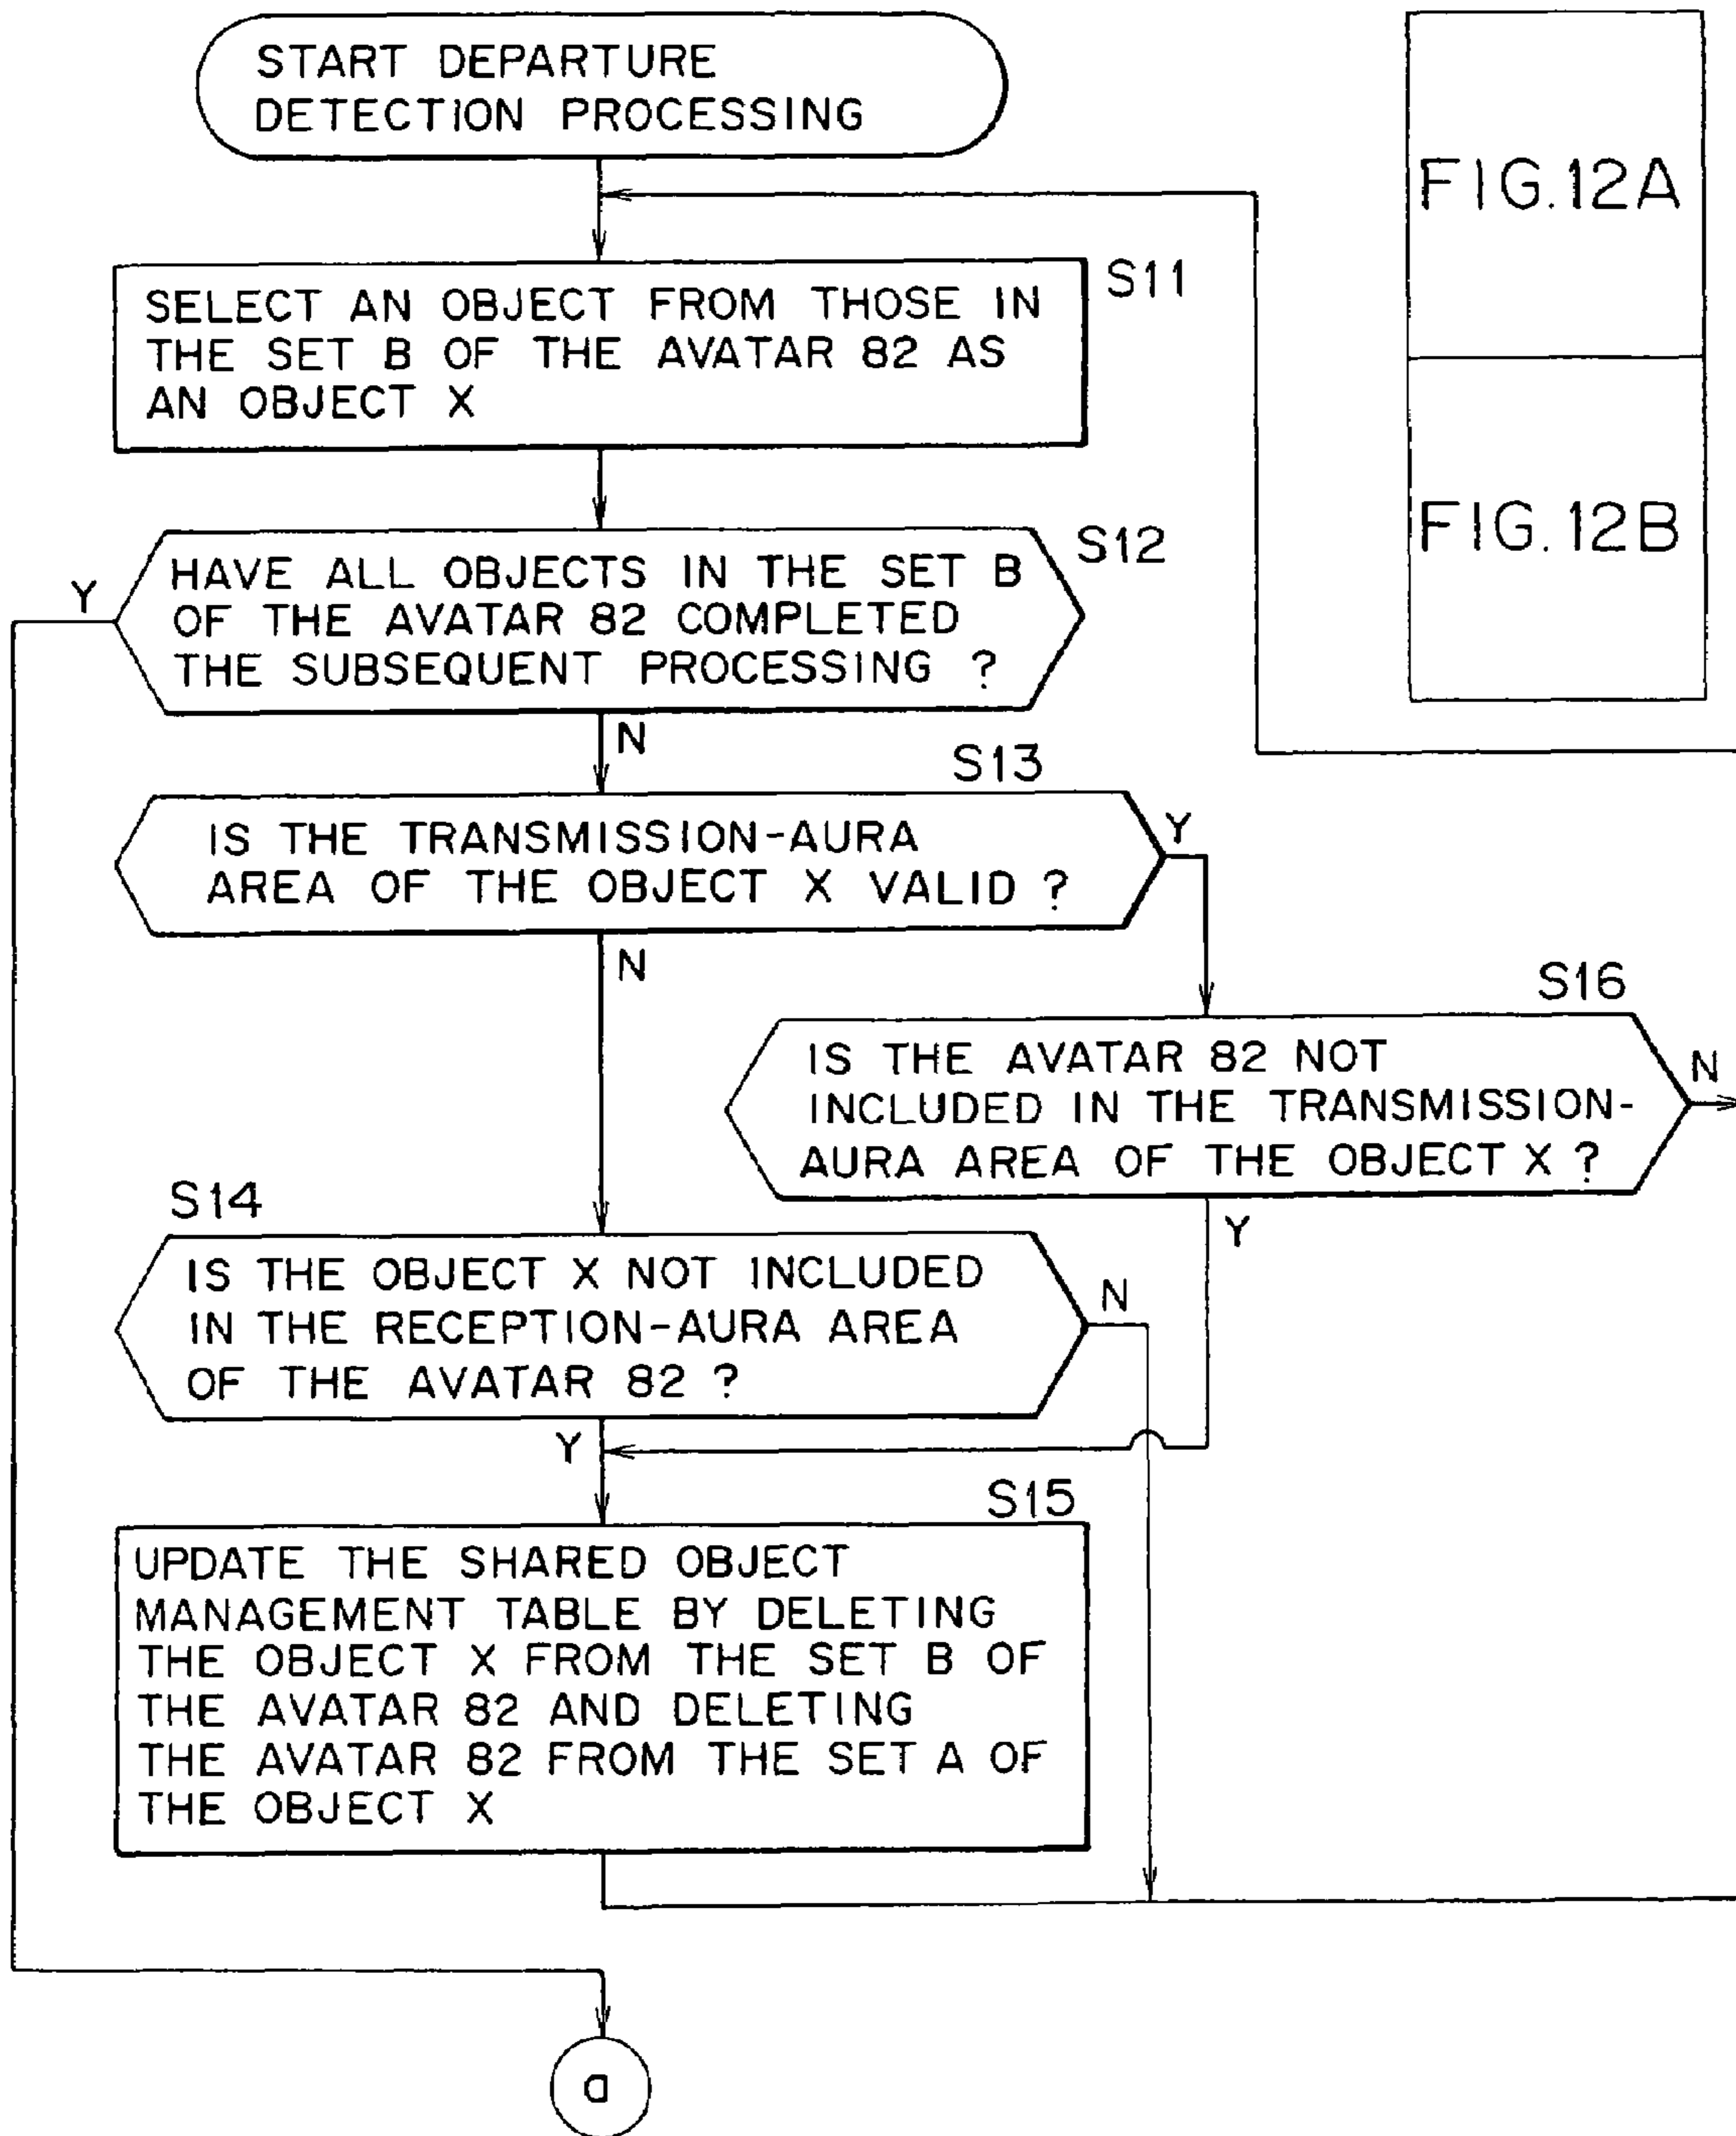 START DEPARTURE
DETECTION PROCESSING
FIG.12A
FIG.12B
S11
SELECT AN OBJECT FROM THOSE IN
THE SET B OF THE AVATAR 82 AS
AN OBJECT X
S12
HAVE ALL OBJECTS IN THE SET B
OF THE AVATAR 82 COMPLETED
THE SUBSEQUENT PROCESSING ?
Y
N
S13
IS THE TRANSMISSION-AURA
AREA OF THE OBJECT X VALID ?
Y
N
S16
IS THE AVATAR 82 NOT
INCLUDED IN THE TRANSMISSION-
AURA AREA OF THE OBJECT X ?
N
Y
S14
IS THE OBJECT X NOT INCLUDED
IN THE RECEPTION-AURA AREA
OF THE AVATAR 82 ?
N
Y
S15
UPDATE THE SHARED OBJECT
MANAGEMENT TABLE BY DELETING
THE OBJECT X FROM THE SET B OF
THE AVATAR 82 AND DELETING
THE AVATAR 82 FROM THE SET A OF
THE OBJECT X
a